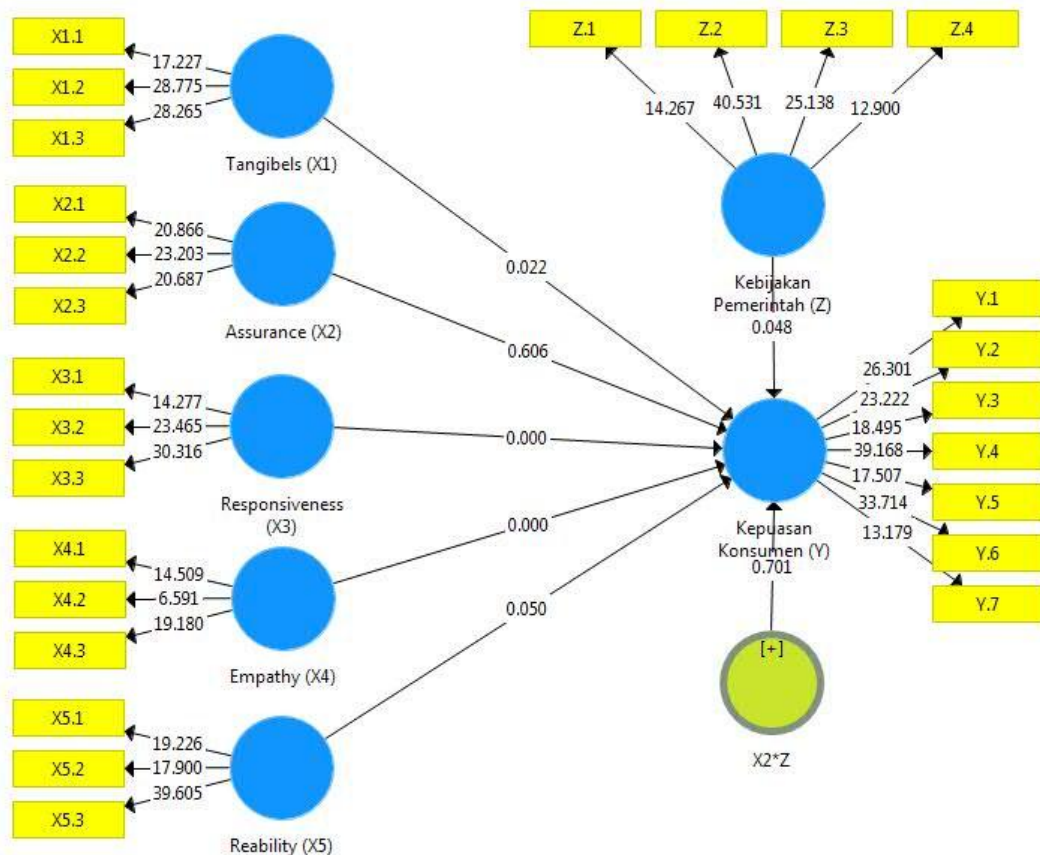 X1.1
17.227
X1.2
28.775
X1.3
28.265
Tangibels (X1)
X2.1
20.866
X2.2
23.203
X2.3
20.687
Assurance (X2)
X3.1
14.277
X3.2
23.465
X3.3
30.316
Responsiveness
(X3)
X4.1
14.509
X4.2
6.591
X4.3
19.180
Empathy (X4)
X5.1
19.226
X5.2
17.900
X5.3
39.605
Reability (X5)
0.022
0.606
0.000
0.000
0.050
Z.1
Z.2
Z.3
Z.4
14.267
40.531
25.138
12.900
Kebijakan
Pemerintah (Z)
0.048
Kepuasan
Konsumen (Y)
0.701
[+]
X2*Z
Y.1
26.301
Y.2
23.222
Y.3
18.495
Y.4
39.168
Y.5
17.507
Y.6
33.714
Y.7
13.179